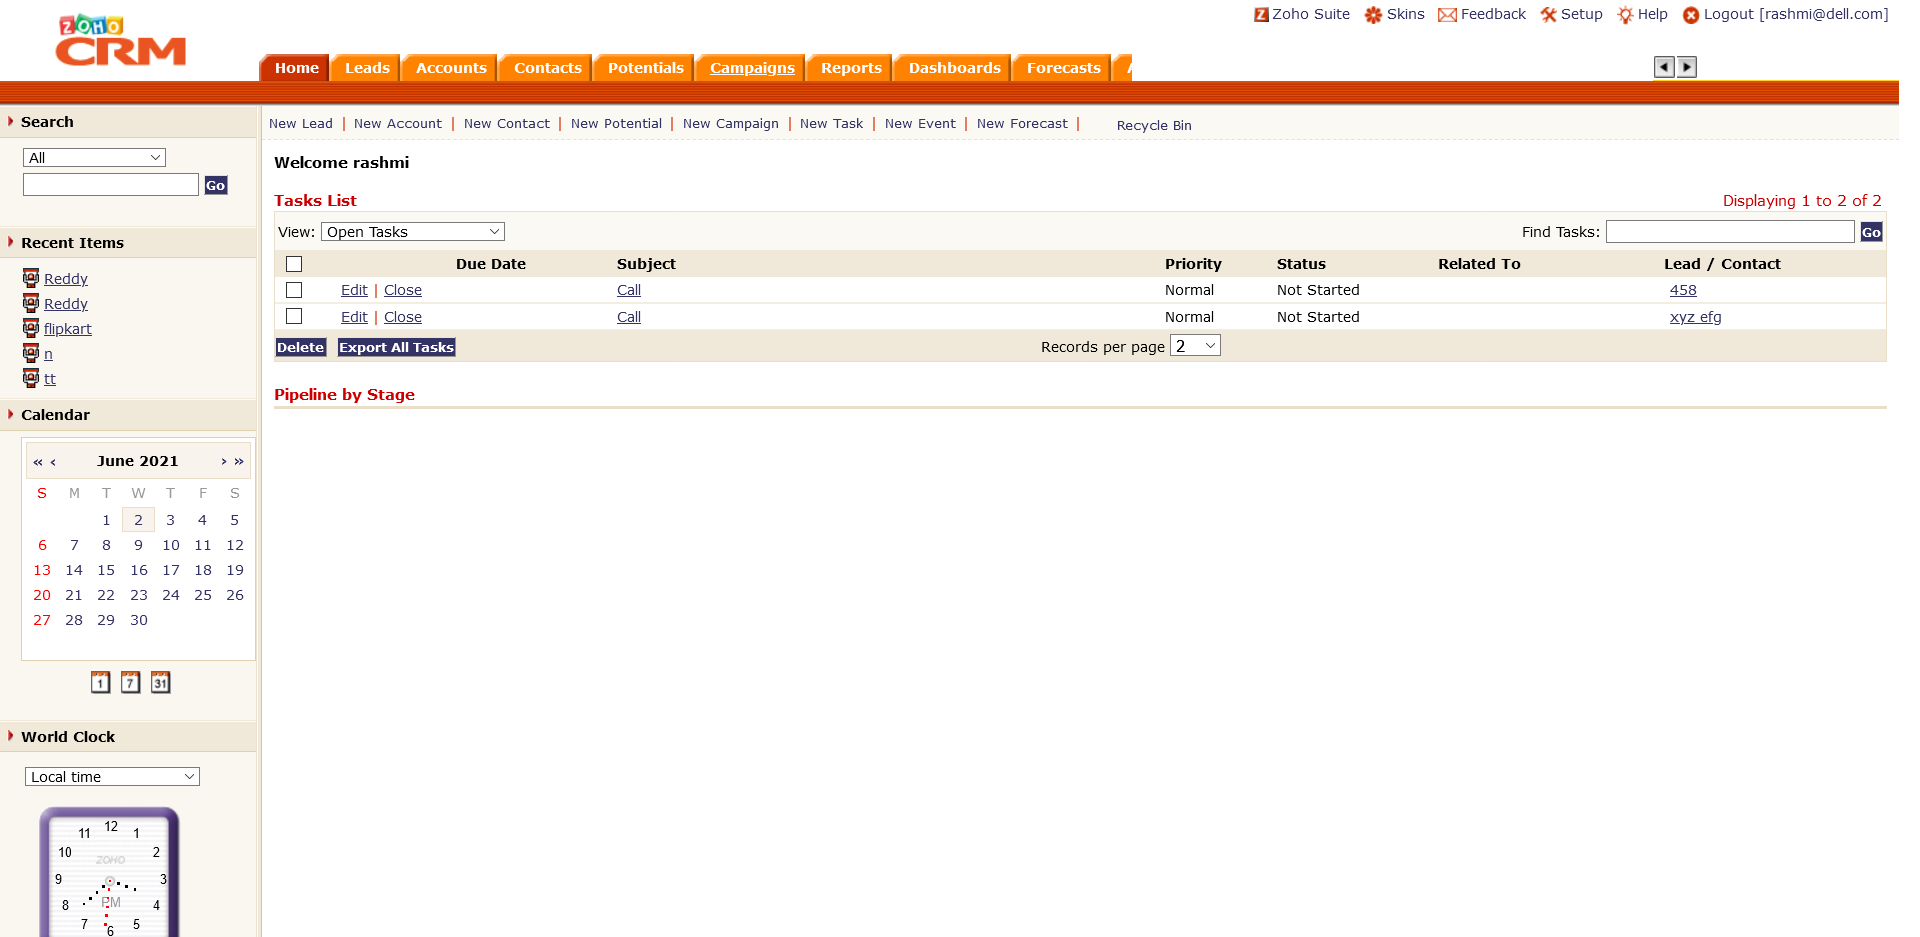 Zoho Suite Skins Feedback Setup Help Logout [rashmi@dell.com]
ZOHO
CRM
Home Leads Accounts Contacts Potentials Campaigns Reports Dashboards Forecasts
New Lead | New Account | New Contact | New Potential | New Campaign | New Task | New Event | New Forecast | Recycle Bin
Search
All
Go
Recent Items
Reddy
Reddy
flipkart
n
tt
Calendar
« ‹ June 2021 › »
S M T W T F S
1 2 3 4 5
6 7 8 9 10 11 12
13 14 15 16 17 18 19
20 21 22 23 24 25 26
27 28 29 30
1 7 31
World Clock
Local time
12
11 1
10 2
ZOHO
9 3
PM
8 4
7 5
6
Welcome rashmi
Tasks List Displaying 1 to 2 of 2
View: Open Tasks Find Tasks: Go
Due Date Subject Priority Status Related To Lead / Contact
Edit | Close Call Normal Not Started 458
Edit | Close Call Normal Not Started xyz efg
Delete Export All Tasks Records per page 2
Pipeline by Stage